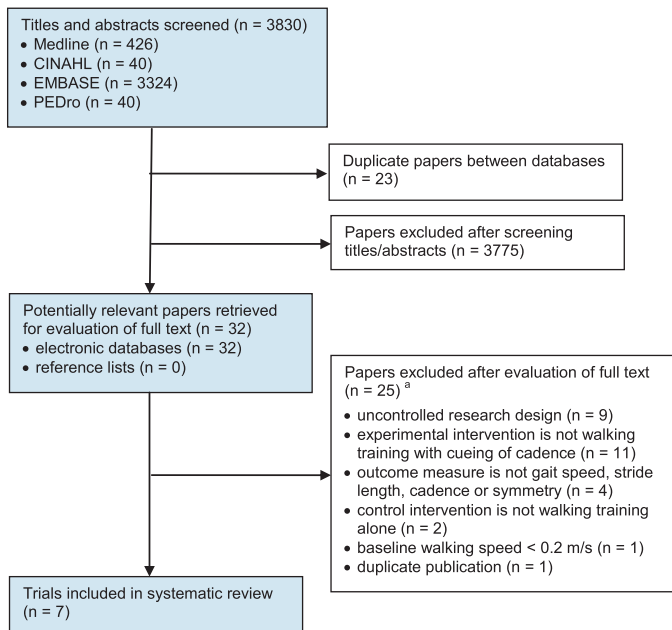 Titles and abstracts screened (n = 3830)
• Medline (n = 426)
• CINAHL (n = 40)
• EMBASE (n = 3324)
• PEDro (n = 40)
Duplicate papers between databases
(n = 23)
Papers excluded after screening
titles/abstracts (n = 3775)
Potentially relevant papers retrieved
for evaluation of full text (n = 32)
• electronic databases (n = 32)
• reference lists (n = 0)
Papers excluded after evaluation of full text
(n = 25) a
• uncontrolled research design (n = 9)
• experimental intervention is not walking
training with cueing of cadence (n = 11)
• outcome measure is not gait speed, stride
length, cadence or symmetry (n = 4)
• control intervention is not walking training
alone (n = 2)
• baseline walking speed < 0.2 m/s (n = 1)
• duplicate publication (n = 1)
Trials included in systematic review
(n = 7)